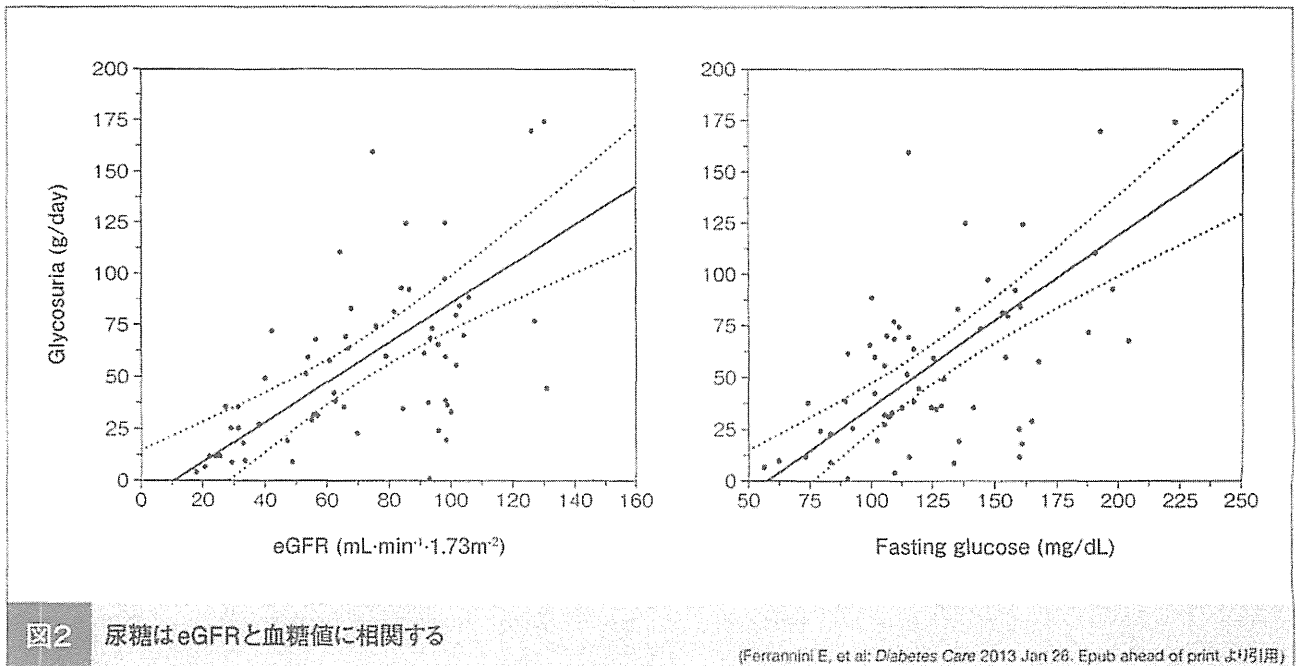 200
175
150
125
100
75
50
25
0
Glycosuria (g/day)
0 20 40 60 80 100 120 140 160
eGFR (mL·min⁻¹·1.73m⁻²)
200
175
150
125
100
75
50
25
0
50 75 100 125 150 175 200 225 250
Fasting glucose (mg/dL)
図2 尿糖はeGFRと血糖値に相関する
(Ferrannini E, et al: Diabetes Care 2013 Jan 26. Epub ahead of print より引用)